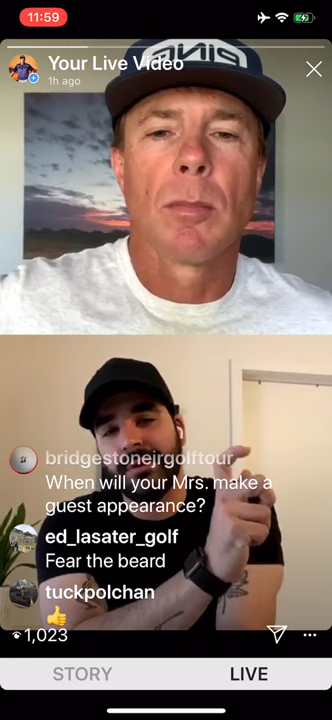 11:59
PING
Your Live Video
1h ago
bridgestonejrgolftour
When will your Mrs. make a
guest appearance?
ed_lasater_golf
Fear the beard
tuckpolchan
👍
1,023
STORY
LIVE